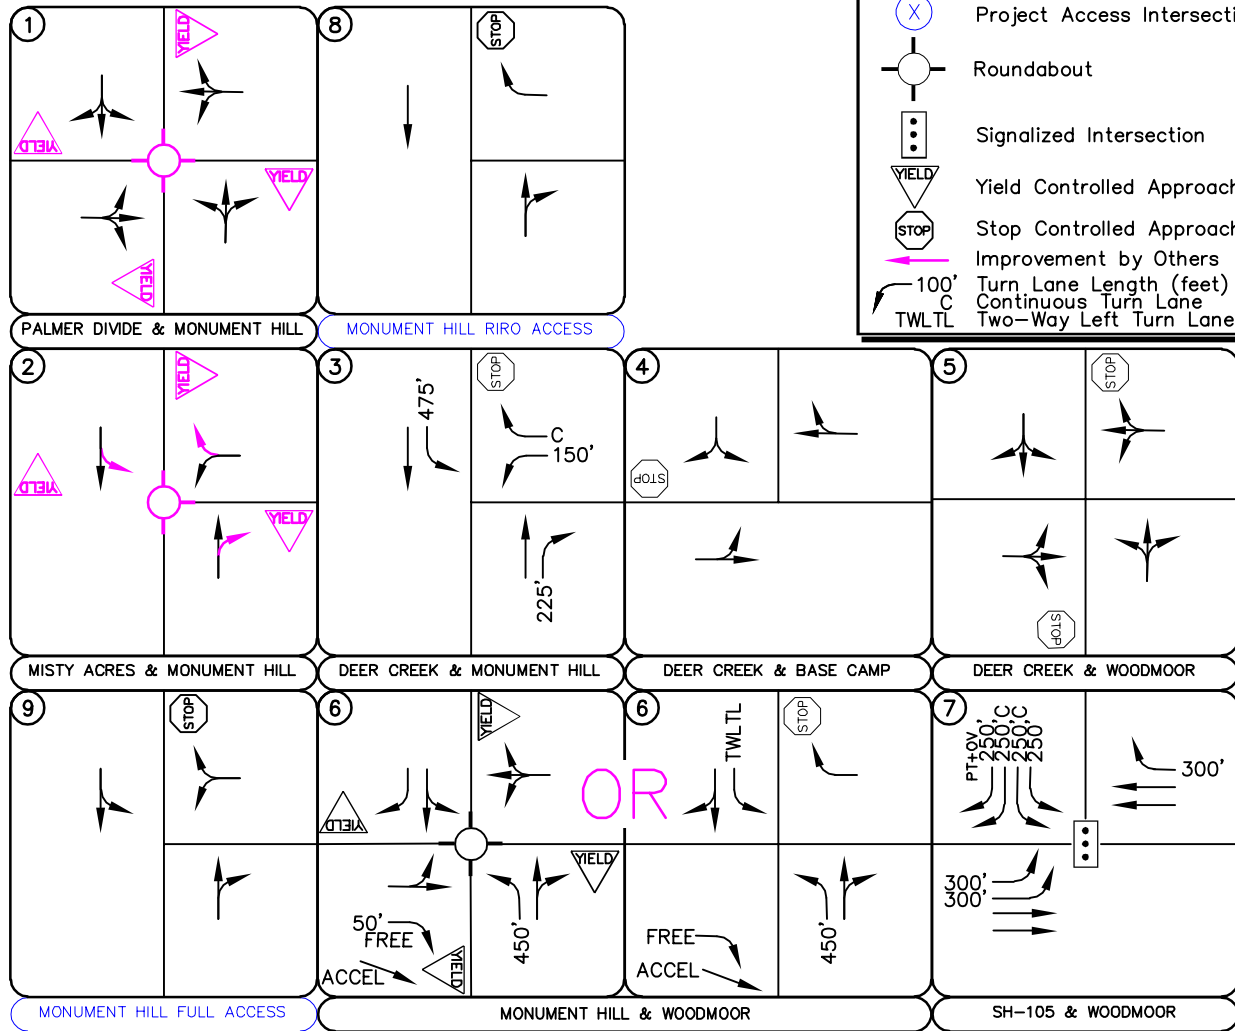 1
YIELD
YIELD
YIELD
YIELD
PALMER DIVIDE & MONUMENT HILL
8
STOP
MONUMENT HILL RIRO ACCESS
X
Project Access Intersecti
Roundabout
Signalized Intersection
YIELD
Yield Controlled Approach
STOP
Stop Controlled Approach
Improvement by Others
100' Turn Lane Length (feet)
C Continuous Turn Lane
TWLTL Two-Way Left Turn Lane
2
YIELD
YIELD
YIELD
MISTY ACRES & MONUMENT HILL
3
475'
STOP
C
150'
225'
DEER CREEK & MONUMENT HILL
4
STOP
DEER CREEK & BASE CAMP
5
STOP
STOP
DEER CREEK & WOODMOOR
9
STOP
MONUMENT HILL FULL ACCESS
6
YIELD
YIELD
YIELD
50'
FREE
ACCEL
YIELD
450'
OR
6
TWLTL
STOP
FREE
ACCEL
450'
MONUMENT HILL & WOODMOOR
7
PT+OV
250'
250'C
250'C
250'
300'
300'
300'
SH-105 & WOODMOOR